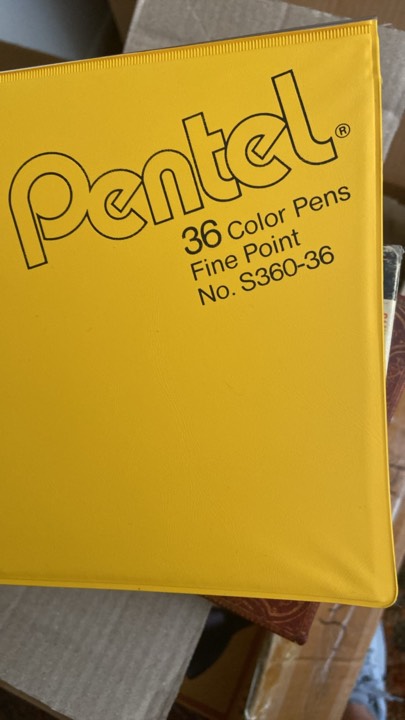 Pentel®
36 Color Pens
Fine Point
No. S360-36